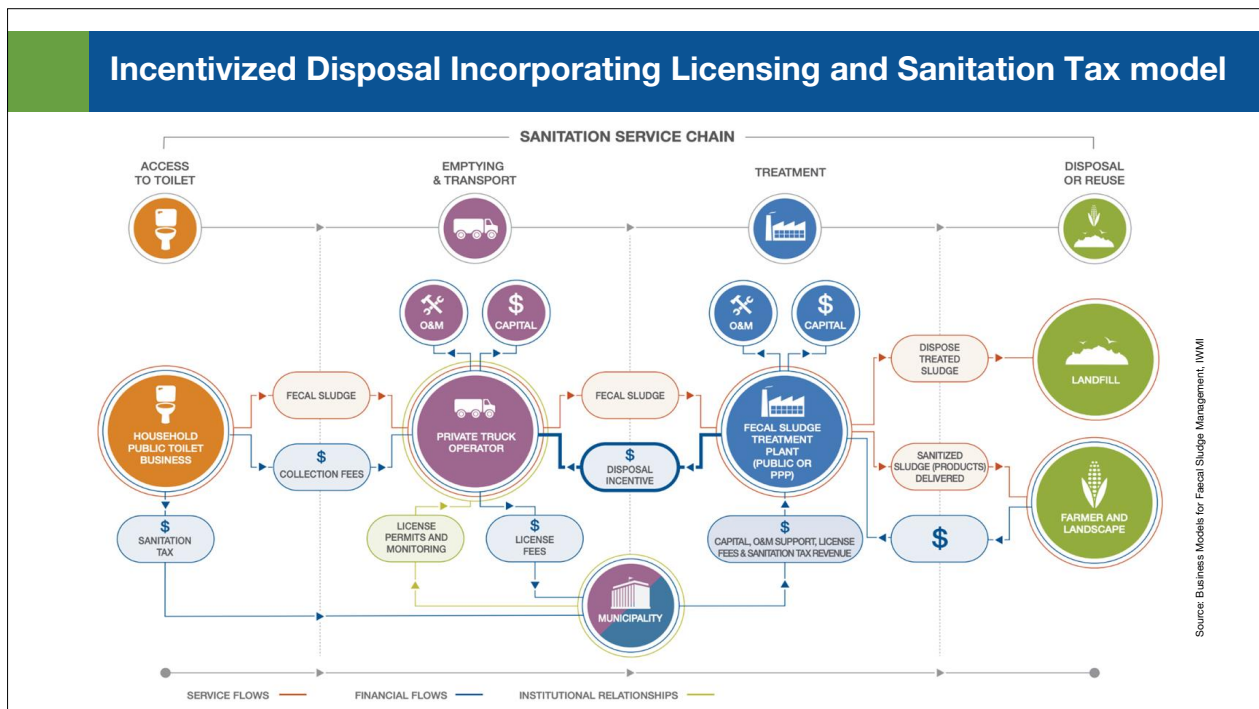 Incentivized Disposal Incorporating Licensing and Sanitation Tax model
SANITATION SERVICE CHAIN
ACCESS
TO TOILET
EMPTYING
& TRANSPORT
TREATMENT
DISPOSAL
OR REUSE
O&M
$
CAPITAL
O&M
$
CAPITAL
HOUSEHOLD
PUBLIC TOILET
BUSINESS
FECAL SLUDGE
$
COLLECTION FEES
PRIVATE TRUCK
OPERATOR
FECAL SLUDGE
$
DISPOSAL
INCENTIVE
FECAL SLUDGE
TREATMENT
PLANT
(PUBLIC OR
PPP)
DISPOSE
TREATED
SLUDGE
LANDFILL
SANITIZED
SLUDGE (PRODUCTS)
DELIVERED
$
FARMER AND
LANDSCAPE
$
SANITATION
TAX
LICENSE
PERMITS AND
MONITORING
$
LICENSE
FEES
$
CAPITAL, O&M SUPPORT, LICENSE
FEES & SANITATION TAX REVENUE
MUNICIPALITY
SERVICE FLOWS
FINANCIAL FLOWS
INSTITUTIONAL RELATIONSHIPS
Source: Business Models for Faecal Sludge Management, IWMI